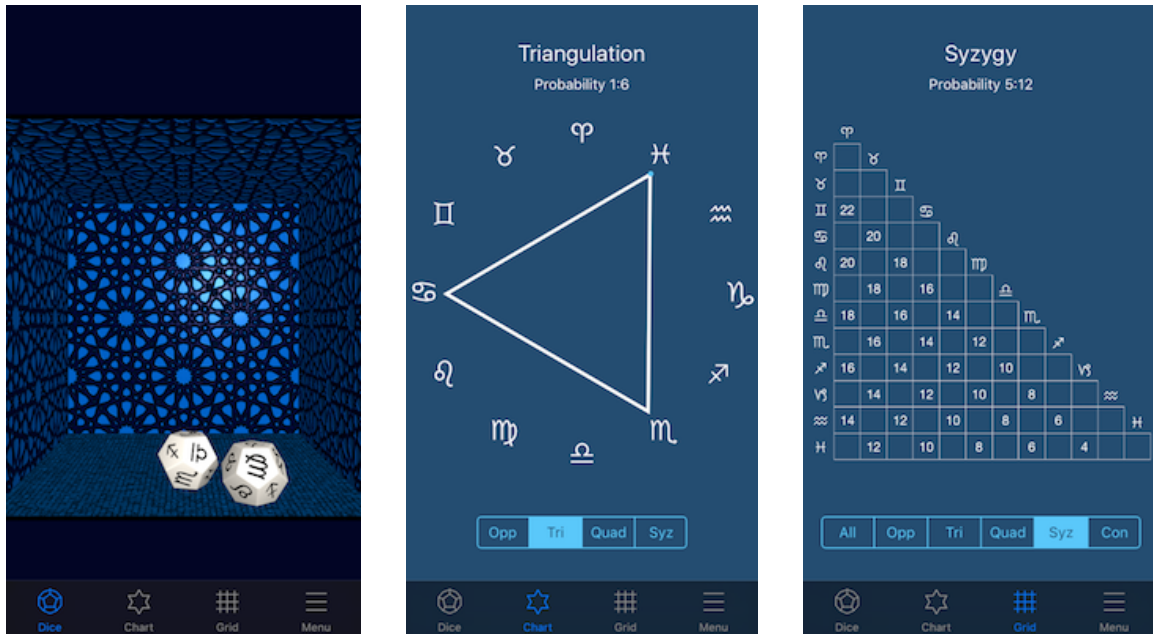 Dice Chart Grid Menu
Triangulation
Probability 1:6
♈
♉ ♓
♊ ♒
♋ ♑
♌ ♐
♍ ♏
♎
Opp Tri Quad Syz
Dice Chart Grid Menu
Syzygy
Probability 5:12
♈
♈ ♉
♉ ♊
♊ 22 ♋
♋ 20 ♌
♌ 20 18 ♍
♍ 18 16 ♎
♎ 18 16 14 ♏
♏ 16 14 12 ♐
♐ 16 14 12 10 ♑
♑ 14 12 10 8 ♒
♒ 14 12 10 8 6 ♓
♓ 12 10 8 6 4
All Opp Tri Quad Syz Con
Dice Chart Grid Menu